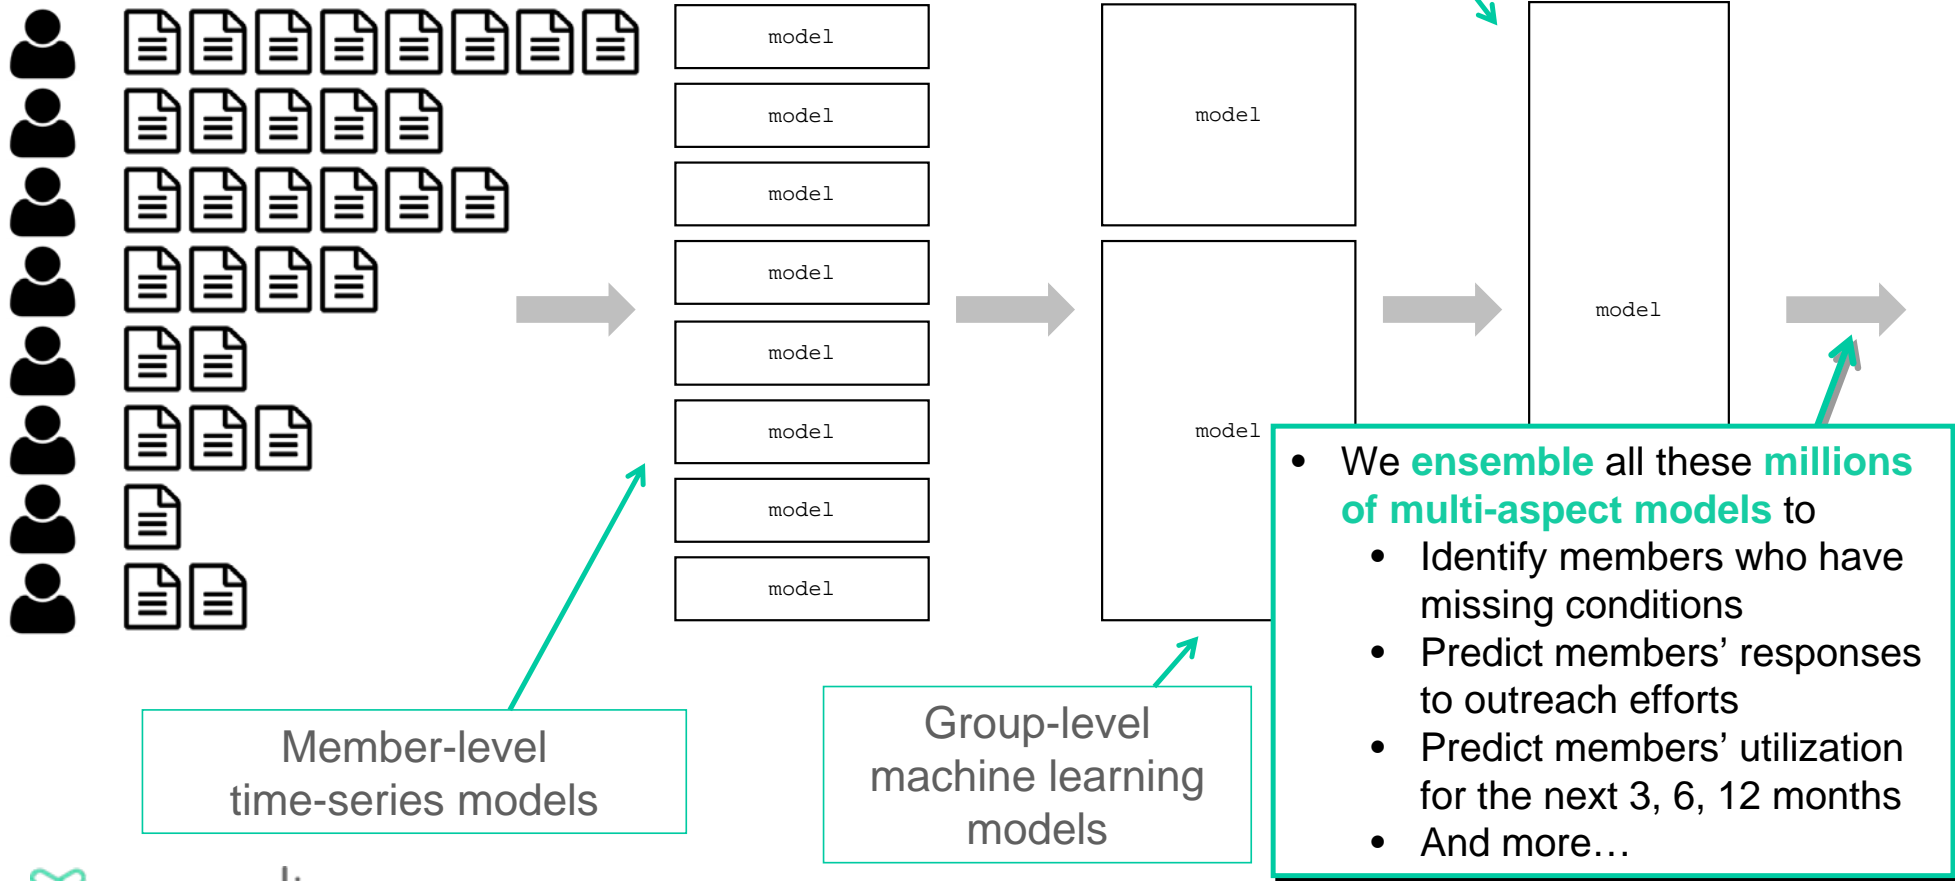 model
model
model
model
model
model
model
model
model
model
model
Member-level
time-series models
Group-level
machine learning
models
• We ensemble all these millions
of multi-aspect models to
• Identify members who have
missing conditions
• Predict members’ responses
to outreach efforts
• Predict members’ utilization
for the next 3, 6, 12 months
• And more…